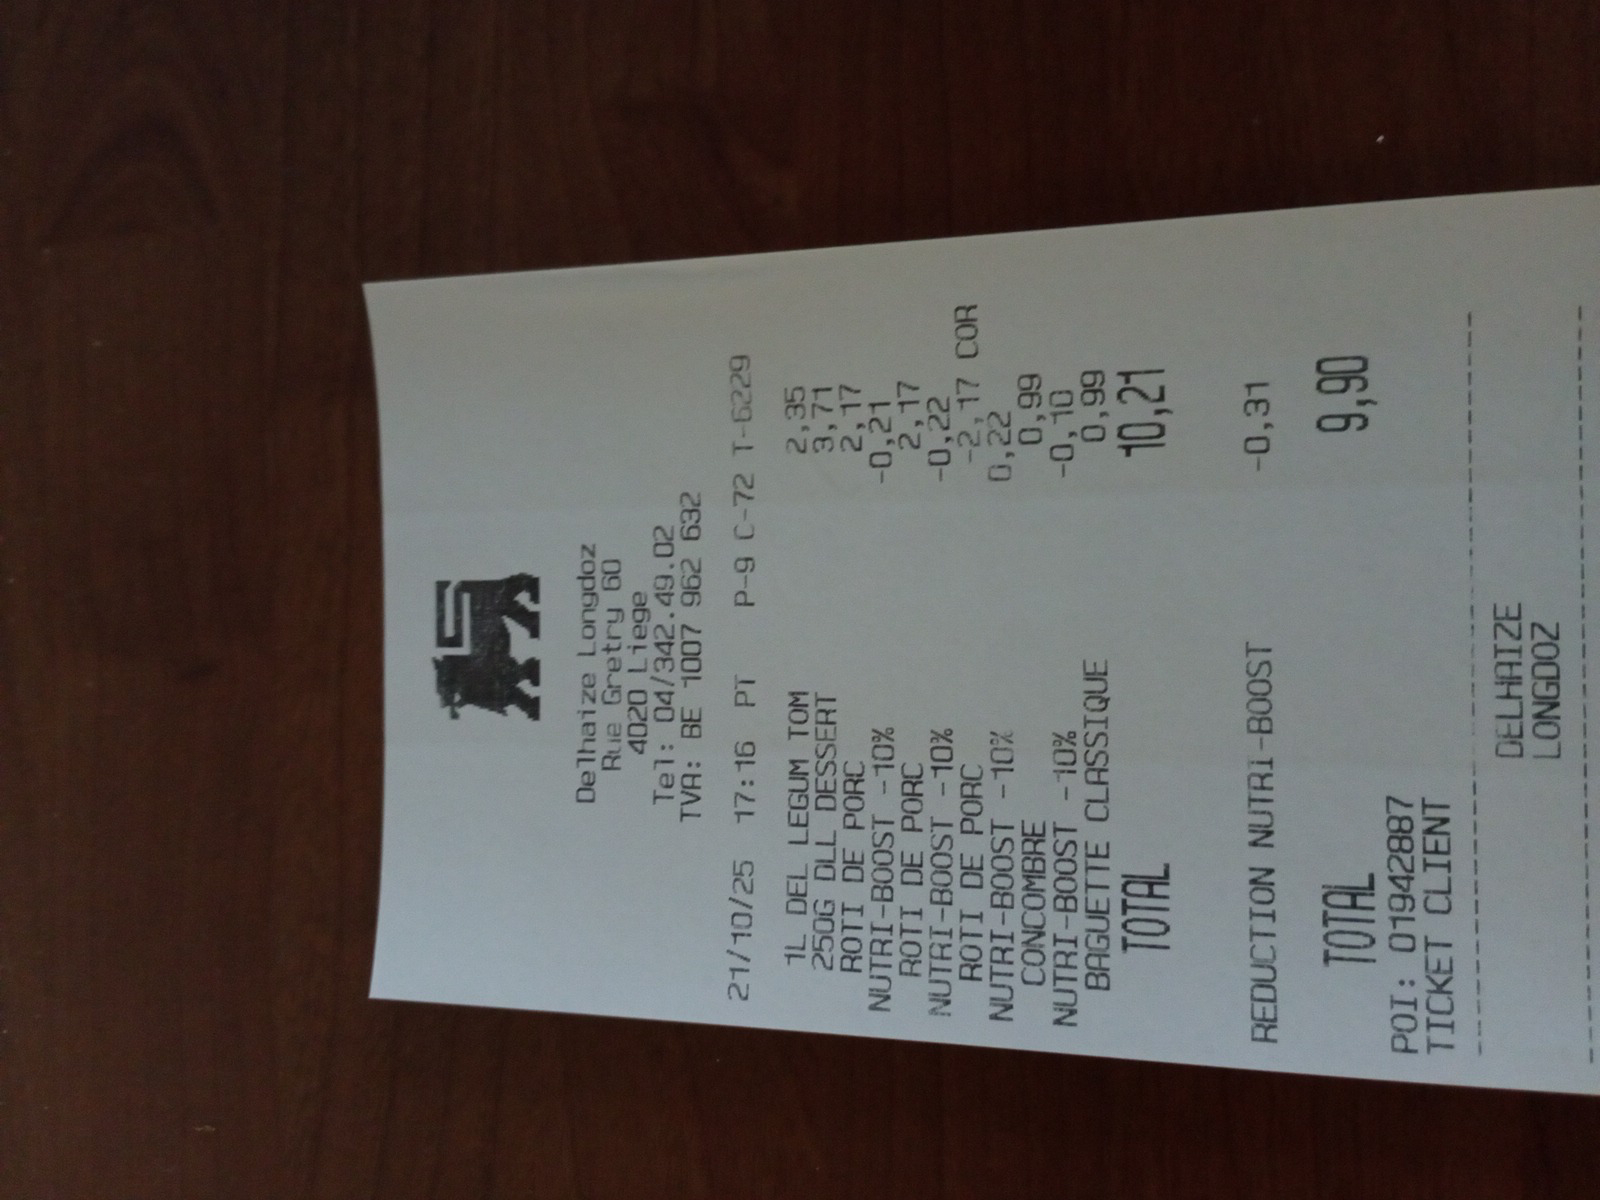 Delhaize Longdoz
Rue Gretry 60
4020 Liege
Tel: 04/342.49.02
TVA: BE 1007 962 632
21/10/25 17:16 PT P-9 C-72 T-6229
1L DEL LEGUM TOM 2,35
250G DLL DESSERT 3,71
ROTI DE PORC 2,17
NUTRI-BOOST -10% -0,21
ROTI DE PORC 2,17
NUTRI-BOOST -10% -0,22
ROTI DE PORC -2,17 COR
NUTRI-BOOST -10% 0,22
CONCOMBRE 0,99
NUTRI-BOOST -10% -0,10
BAGUETTE CLASSIQUE 0,99
TOTAL 10,21
REDUCTION NUTRI-BOOST -0,31
TOTAL 9,90
POI: 01942887
TICKET CLIENT
DELHAIZE
LONGDOZ